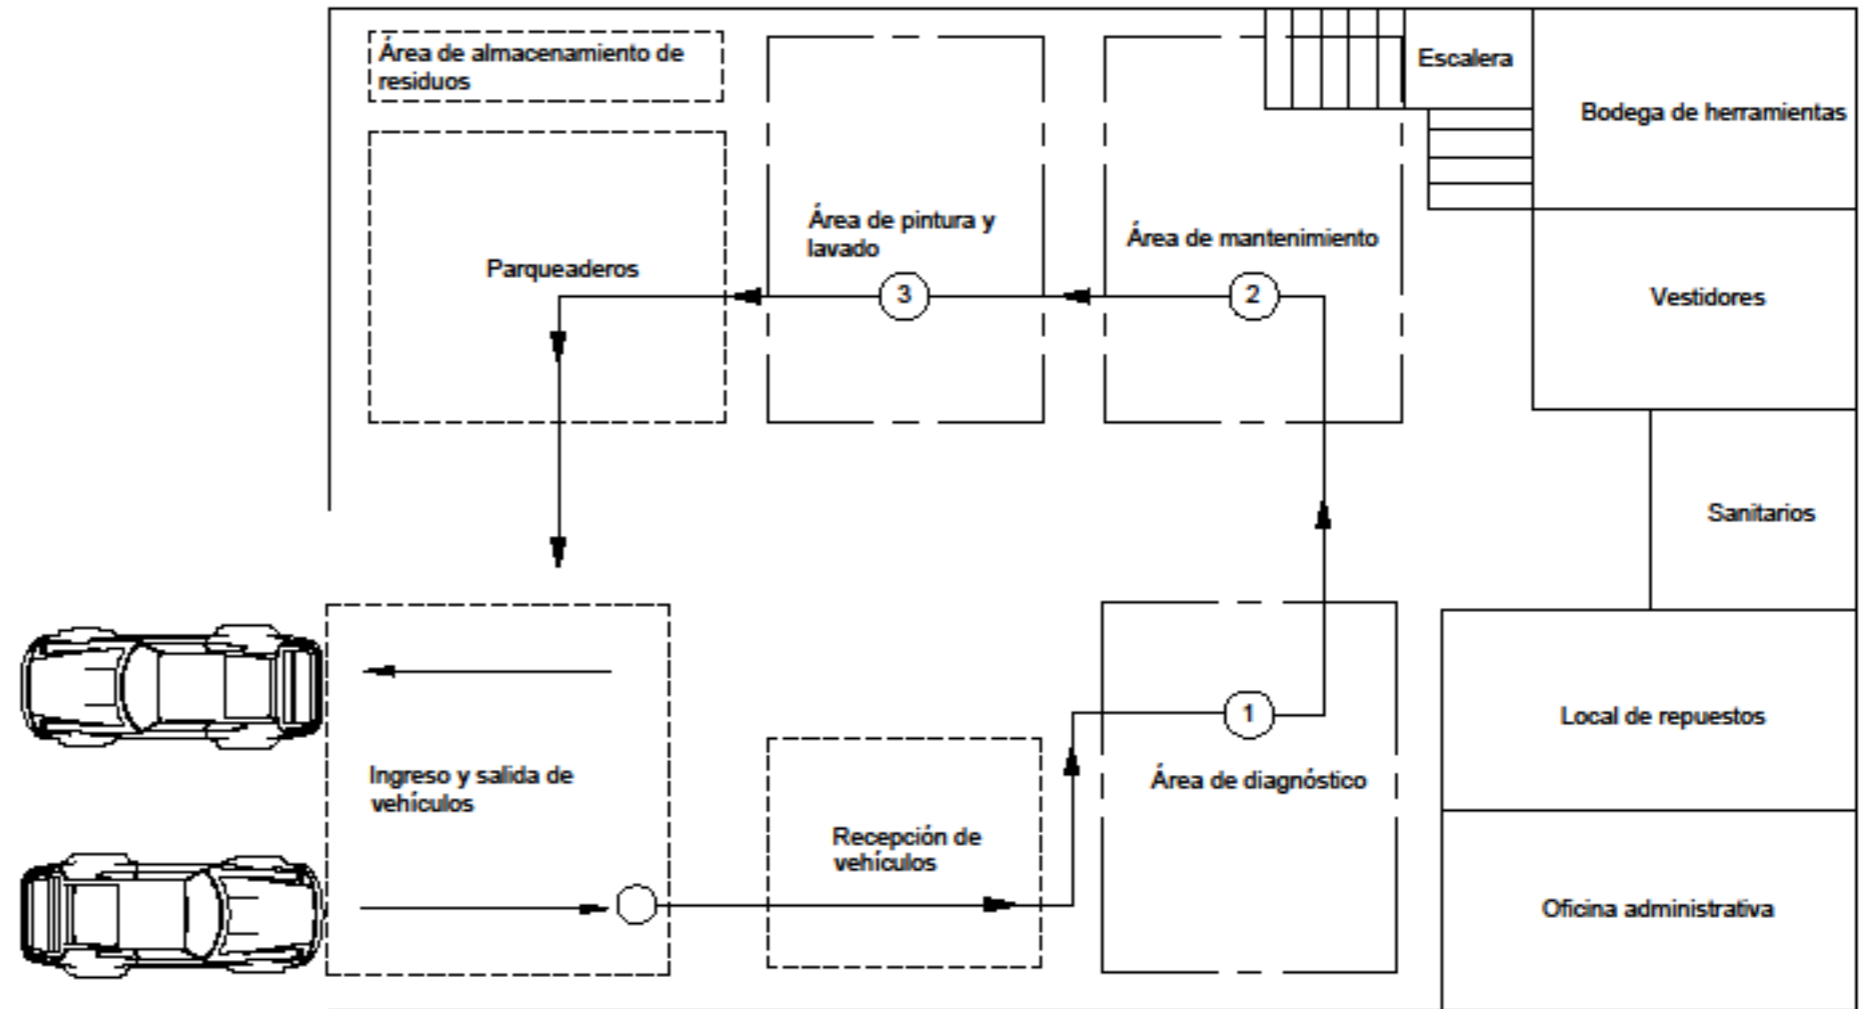 Área de almacenamiento de
residuos
Escalera
Bodega de herramientas
Área de pintura y
lavado
Área de mantenimiento
Parqueaderos
3
2
Vestidores
Sanitarios
1
Local de repuestos
Ingreso y salida de
vehículos
Área de diagnóstico
Recepción de
vehículos
Oficina administrativa